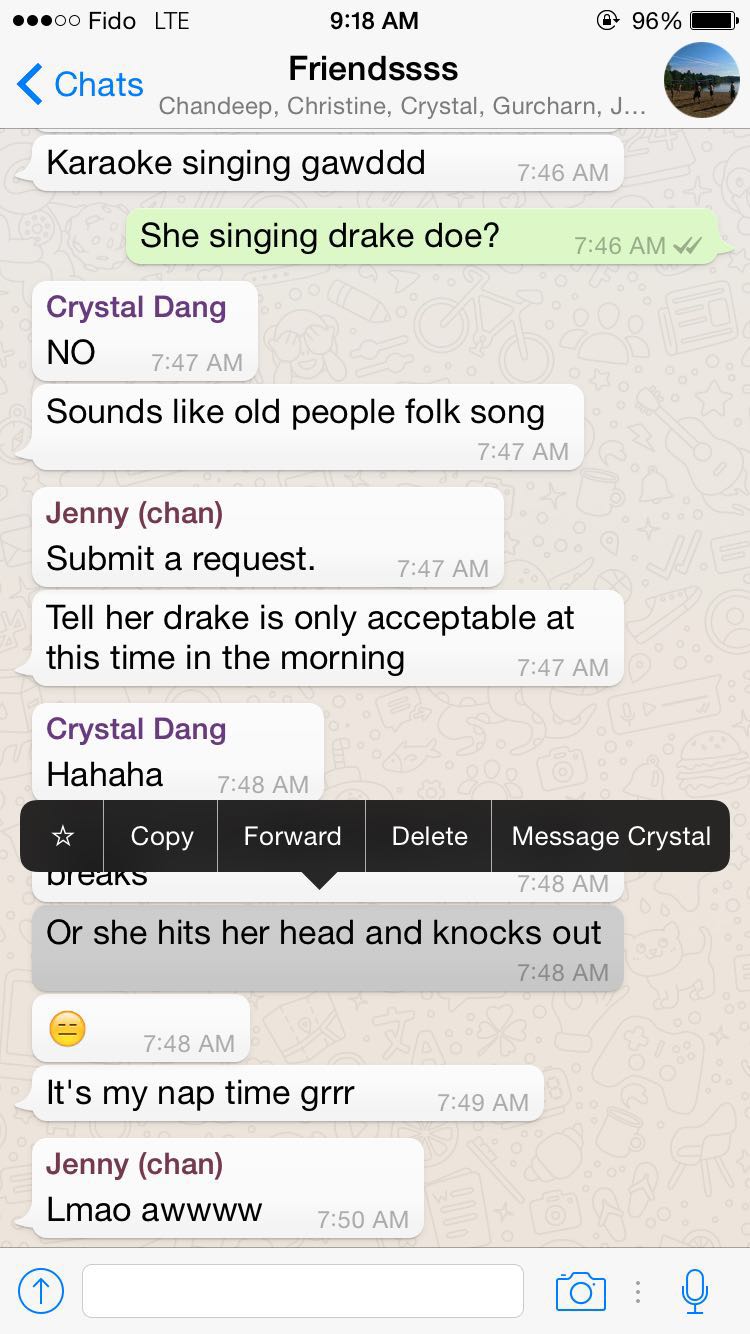 Fido LTE 9:18 AM 96%
Chats Friendssss
Chandeep, Christine, Crystal, Gurcharn, J...
Karaoke singing gawddd 7:46 AM
She singing drake doe? 7:46 AM
Crystal Dang
NO 7:47 AM
Sounds like old people folk song
7:47 AM
Jenny (chan)
Submit a request. 7:47 AM
Tell her drake is only acceptable at
this time in the morning 7:47 AM
Crystal Dang
Hahaha 7:48 AM
☆ Copy Forward Delete Message Crystal
breaks 7:48 AM
Or she hits her head and knocks out
7:48 AM
😑 7:48 AM
It's my nap time grrr 7:49 AM
Jenny (chan)
Lmao awwww 7:50 AM